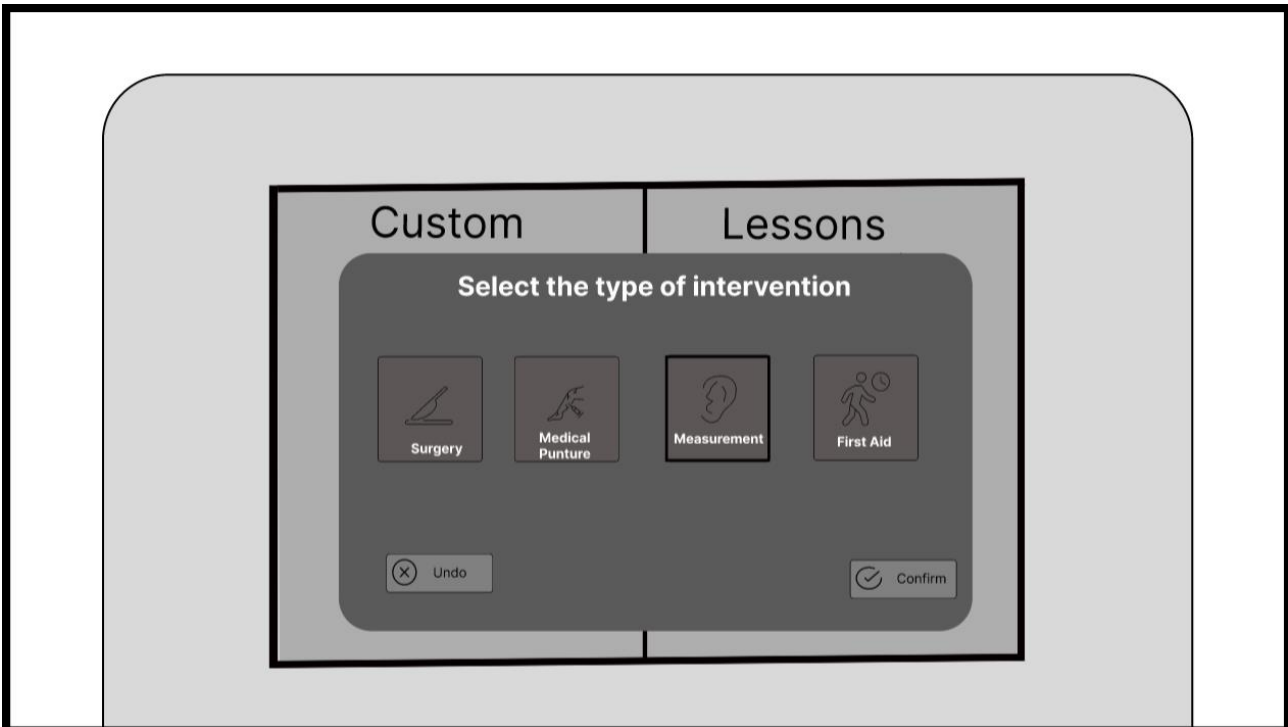 Custom
Lessons
Select the type of intervention
Surgery
Medical
Punture
Measurement
First Aid
Undo
Confirm